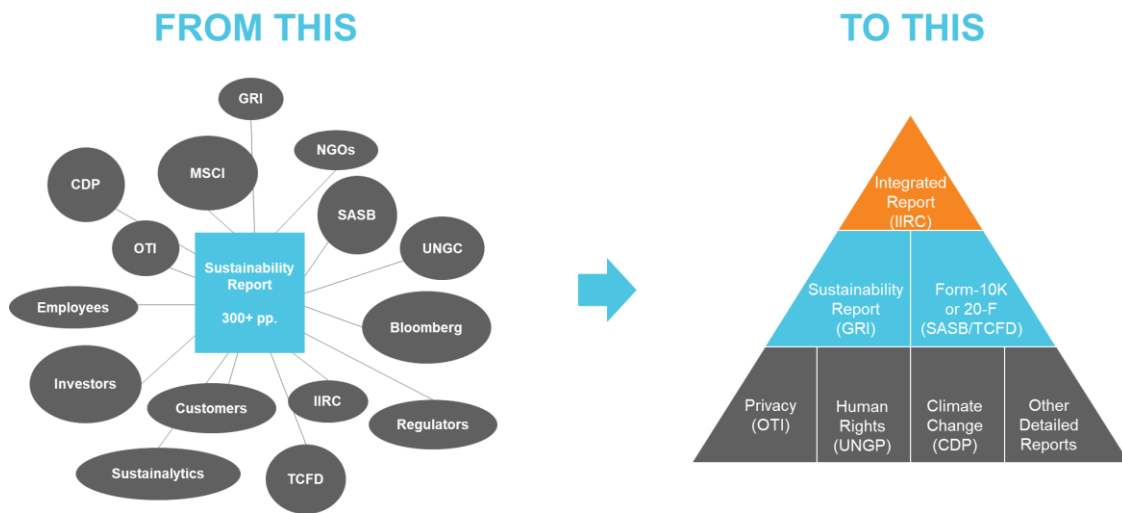 FROM THIS
TO THIS
GRI
NGOs
MSCI
CDP
SASB
OTI
UNGC
Sustainability
Report
300+ pp.
Employees
Bloomberg
Investors
Customers
IIRC
Regulators
Sustainalytics
TCFD
Integrated
Report
(IIRC)
Sustainability
Report
(GRI)
Form-10K
or 20-F
(SASB/TCFD)
Privacy
(OTI)
Human
Rights
(UNGP)
Climate
Change
(CDP)
Other
Detailed
Reports